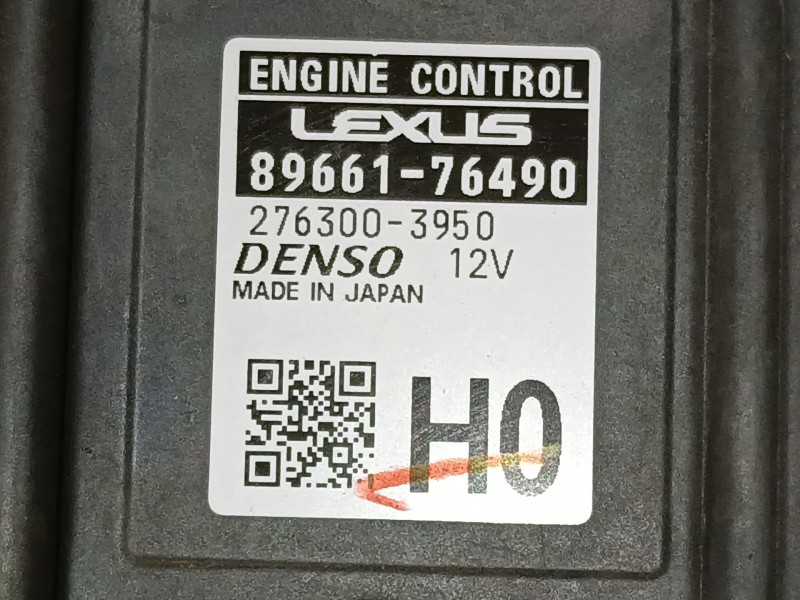 ENGINE CONTROL
LEXUS
89661-76490
276300-3950
DENSO 12V
MADE IN JAPAN
H0